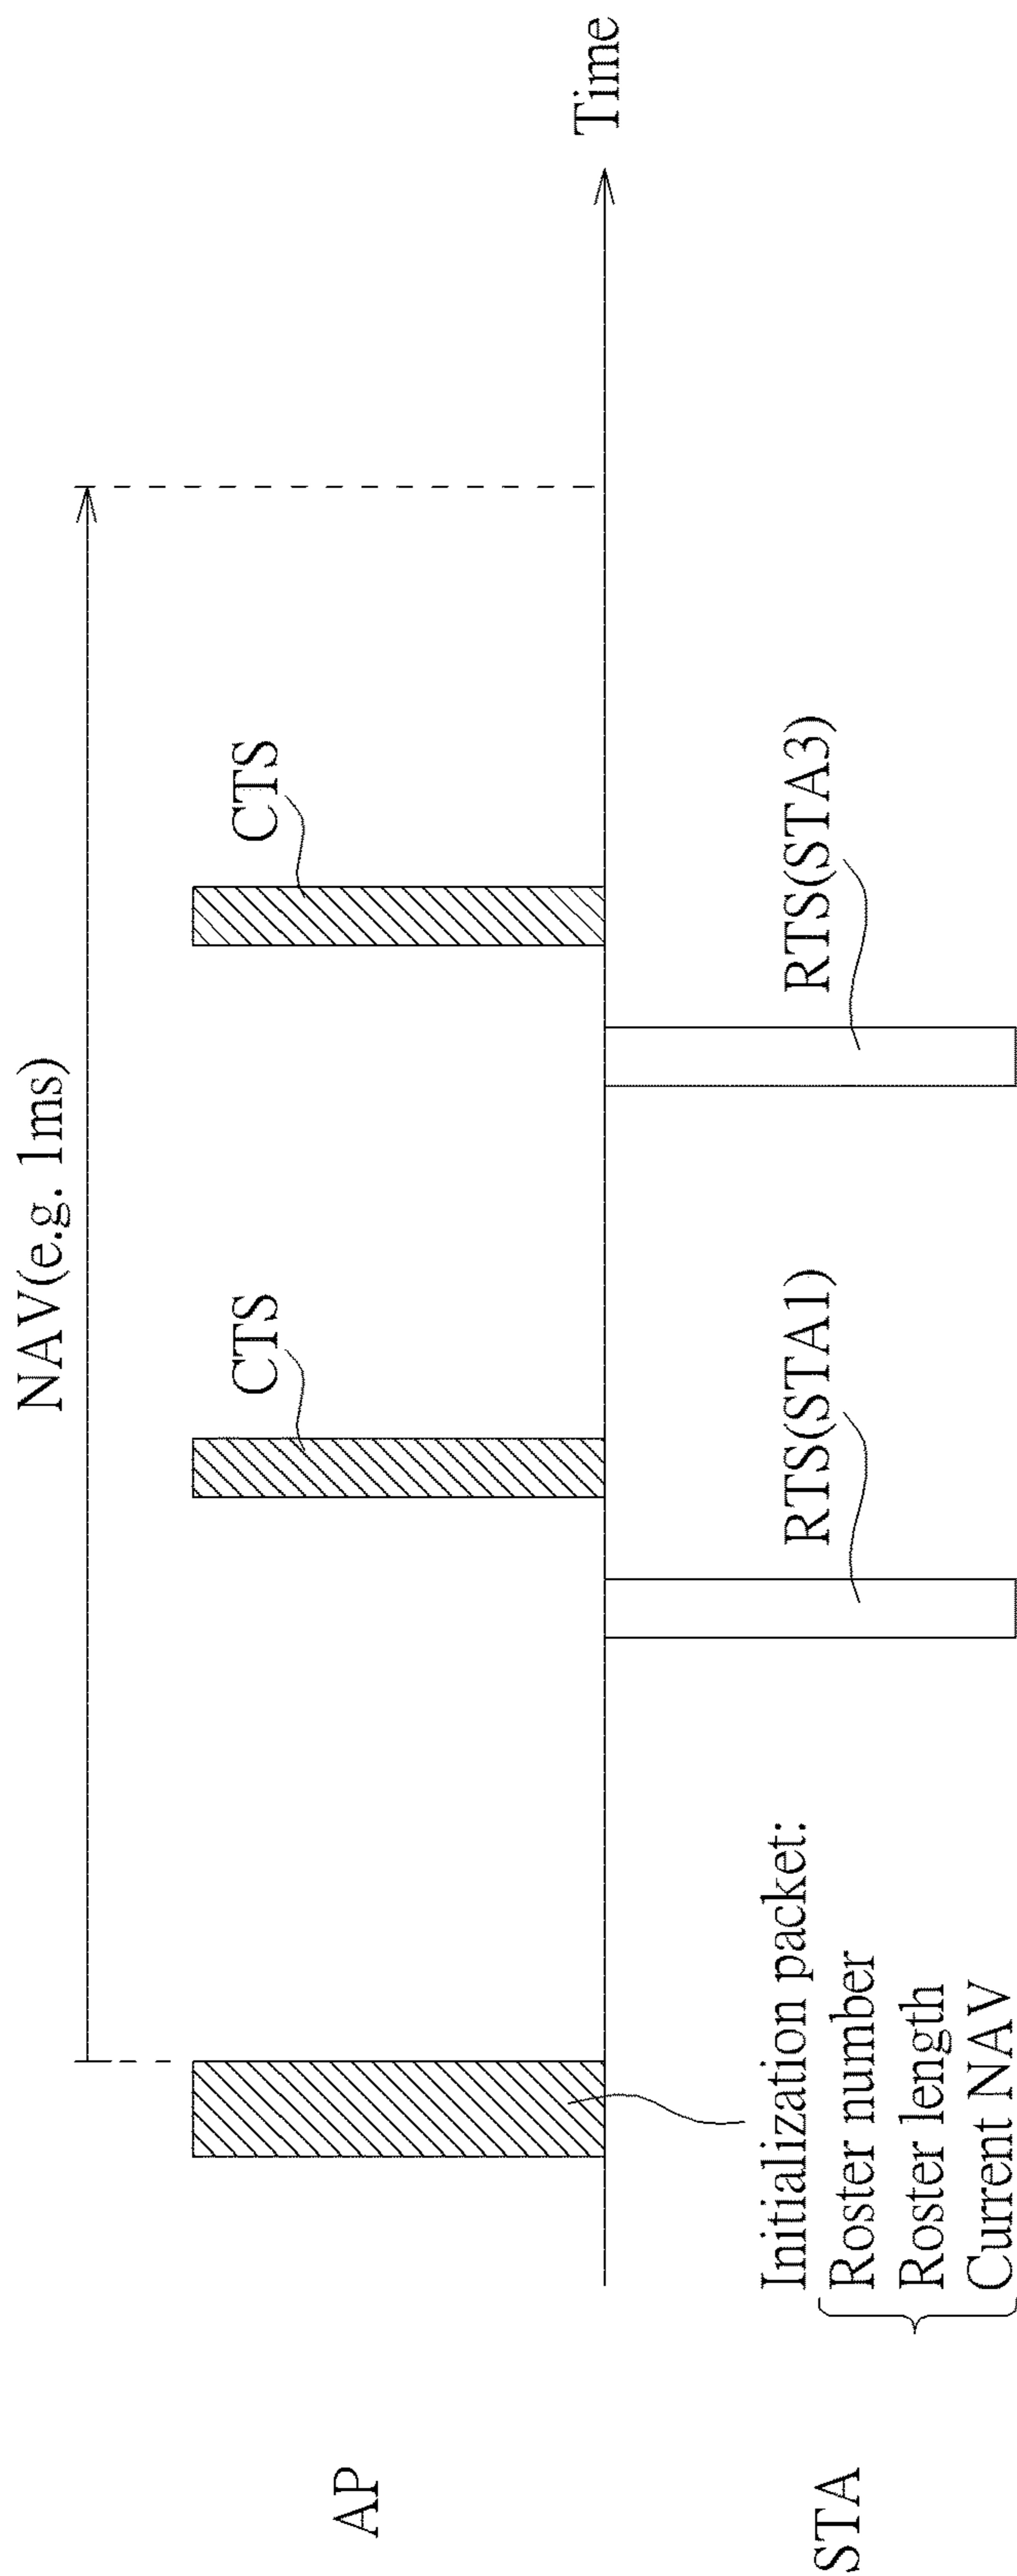 NAV(e.g. 1ms)
CTS
CTS
AP
Time
RTS(STA1)
RTS(STA3)
Initialization packet:
Roster number
Roster length
Current NAV
STA